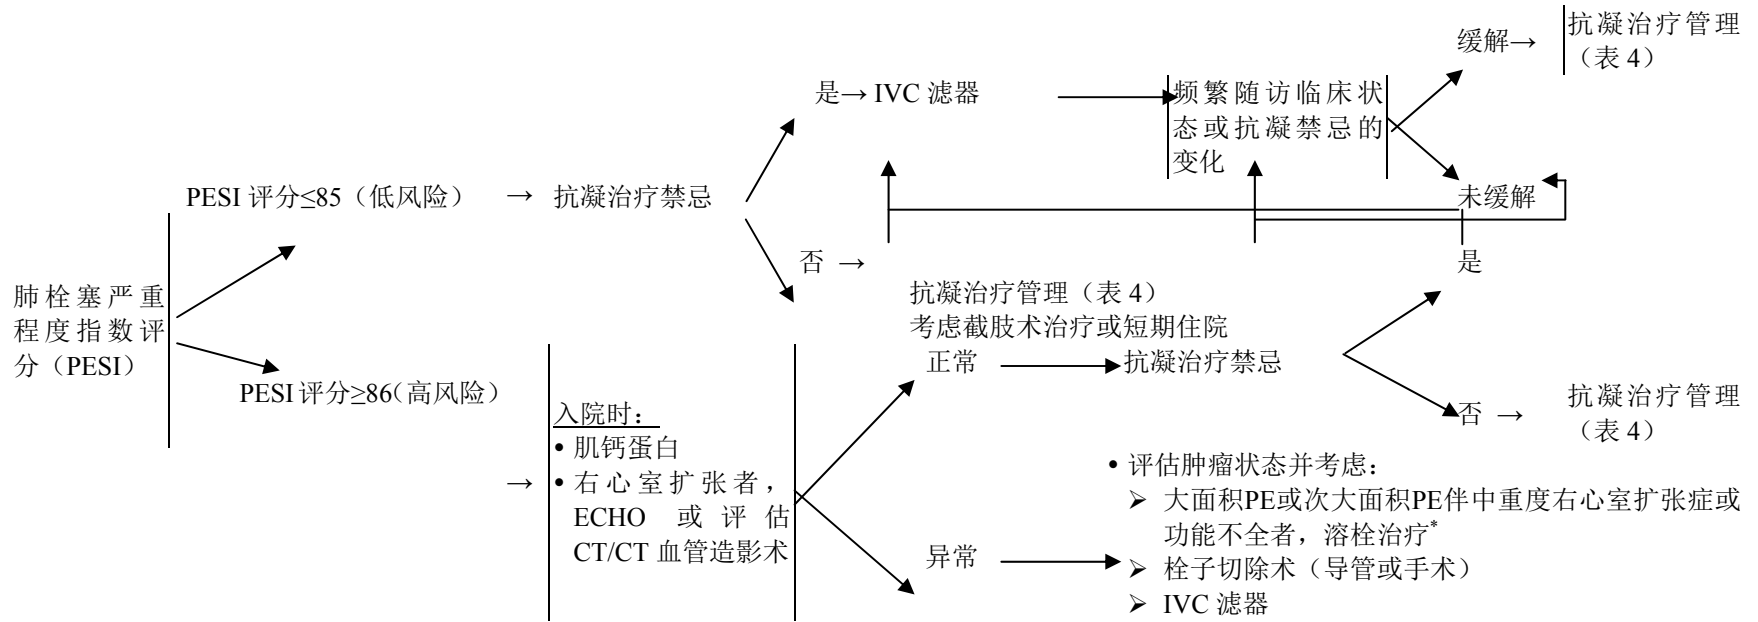 缓解→
抗凝治疗管理
（表 4）
是→ IVC 滤器
频繁随访临床状
态或抗凝禁忌的
变化
PESI 评分≤85（低风险）
→ 抗凝治疗禁忌
未缓解
否 →
是
肺栓塞严重
程度指数评
分（PESI）
抗凝治疗管理（表 4）
考虑截肢术治疗或短期住院
正常
抗凝治疗禁忌
PESI 评分≥86（高风险）
否 →
抗凝治疗管理
（表 4）
→
入院时：
• 肌钙蛋白
• 右心室扩张者，
ECHO 或评估
CT/CT 血管造影术
异常
• 评估肿瘤状态并考虑：
➢ 大面积PE或次大面积PE伴中重度右心室扩张症或
功能不全者，溶栓治疗*
➢ 栓子切除术（导管或手术）
➢ IVC 滤器